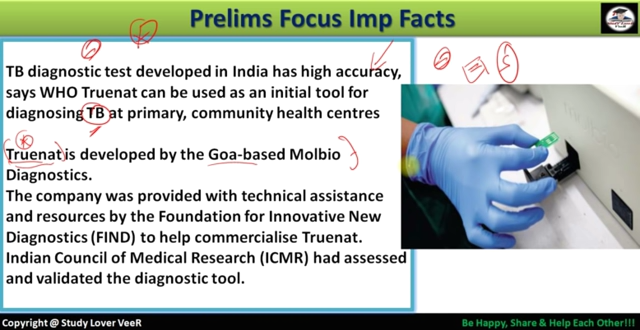 Prelims Focus Imp Facts
Study Lover
VeeR
TB diagnostic test developed in India has high accuracy,
says WHO Truenat can be used as an initial tool for
diagnosing TB at primary, community health centres
Truenat is developed by the Goa-based Molbio
Diagnostics.
The company was provided with technical assistance
and resources by the Foundation for Innovative New
Diagnostics (FIND) to help commercialise Truenat.
Indian Council of Medical Research (ICMR) had assessed
and validated the diagnostic tool.
Copyright @ Study Lover VeeR
Be Happy, Share & Help Each Other!!!